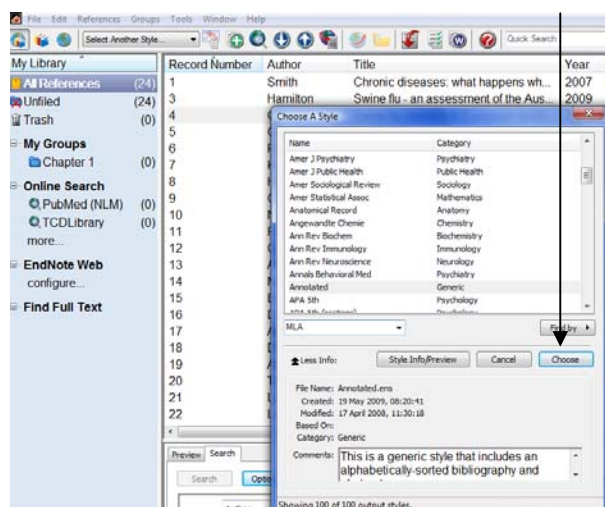 File Edit References Groups Tools Window Help
Select Another Style... Quick Search
My Library
All References (24)
Unfiled (24)
Trash (0)
My Groups
Chapter 1 (0)
Online Search
PubMed (NLM) (0)
TCDLibrary (0)
more...
EndNote Web
configure...
Find Full Text
Record Number Author Title Year
1 Smith Chronic diseases: what happens wh... 2007
3 Hamilton Swine flu - an assessment of the Aus... 2009
4
5
6
7
8
9
10
11
12
13
14
15
16
17
18
19
20
21
22
Preview Search
Search Optio
Choose A Style
Name Category
Amer J Psychiatry Psychiatry
Amer J Public Health Public Health
Amer Sociological Review Sociology
Amer Statistical Assoc Mathematics
Anatomical Record Anatomy
Angewandte Chemie Chemistry
Ann Rev Biochem Biochemistry
Ann Rev Immunology Immunology
Ann Rev Neuroscience Neurology
Annals Behavioral Med Psychiatry
Annotated Generic
APA 5th Psychology
MLA Find by
Less Info: Style Info/Preview Cancel Choose
File Name: Annotated.ens
Created: 19 May 2009, 08:20:41
Modified: 17 April 2008, 11:30:18
Based On:
Category: Generic
Comments: This is a generic style that includes an
alphabetically-sorted bibliography and
Showing 100 of 100 output styles.